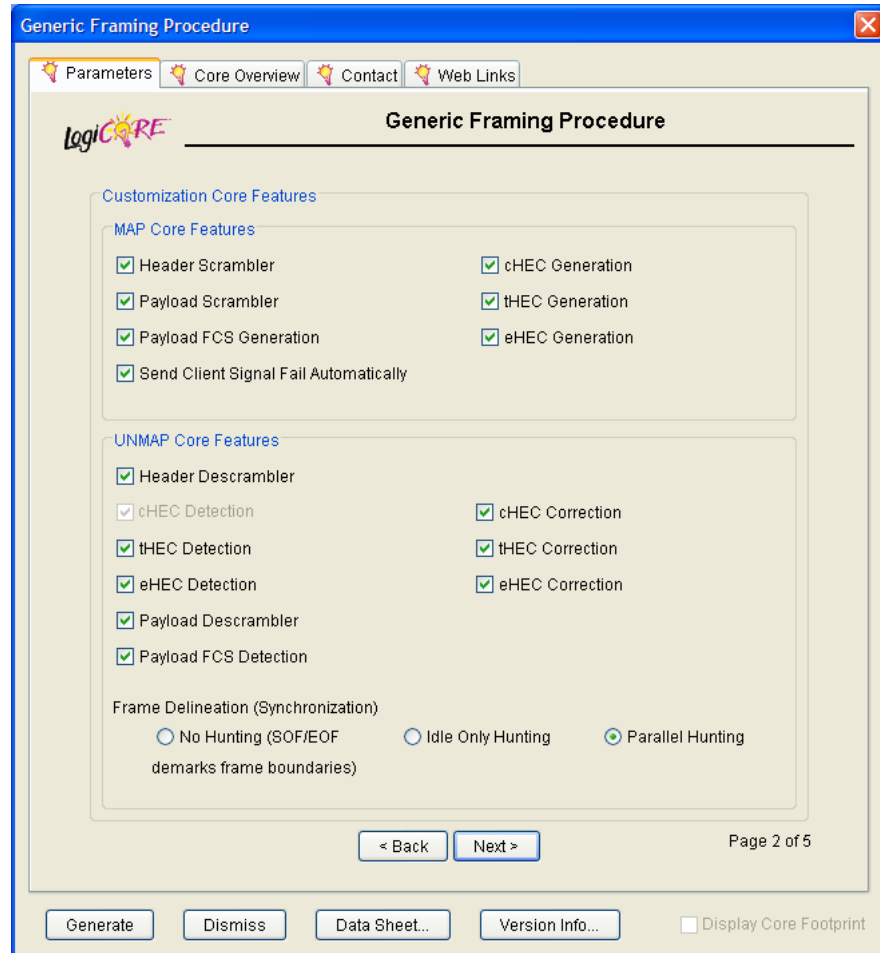 Generic Framing Procedure
Parameters
Core Overview
Contact
Web Links
LogiCORE
Generic Framing Procedure
Customization Core Features
MAP Core Features
Header Scrambler
cHEC Generation
Payload Scrambler
tHEC Generation
Payload FCS Generation
eHEC Generation
Send Client Signal Fail Automatically
UNMAP Core Features
Header Descrambler
cHEC Detection
cHEC Correction
tHEC Detection
tHEC Correction
eHEC Detection
eHEC Correction
Payload Descrambler
Payload FCS Detection
Frame Delineation (Synchronization)
No Hunting (SOF/EOF
demarks frame boundaries)
Idle Only Hunting
Parallel Hunting
< Back
Next >
Page 2 of 5
Generate
Dismiss
Data Sheet...
Version Info...
Display Core Footprint